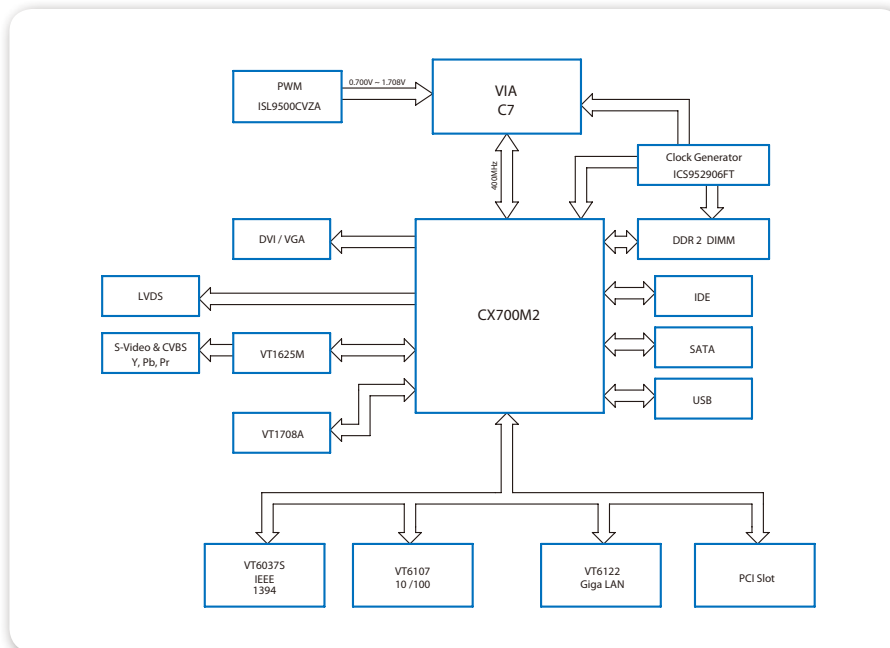 PWM
ISL9500CVZA
0.700V ~ 1.708V
VIA
C7
400MHz
Clock Generator
ICS952906FT
DVI / VGA
DDR 2 DIMM
LVDS
CX700M2
IDE
S-Video & CVBS
Y, Pb, Pr
VT1625M
SATA
USB
VT1708A
VT6037S
IEEE
1394
VT6107
10 /100
VT6122
Giga LAN
PCI Slot